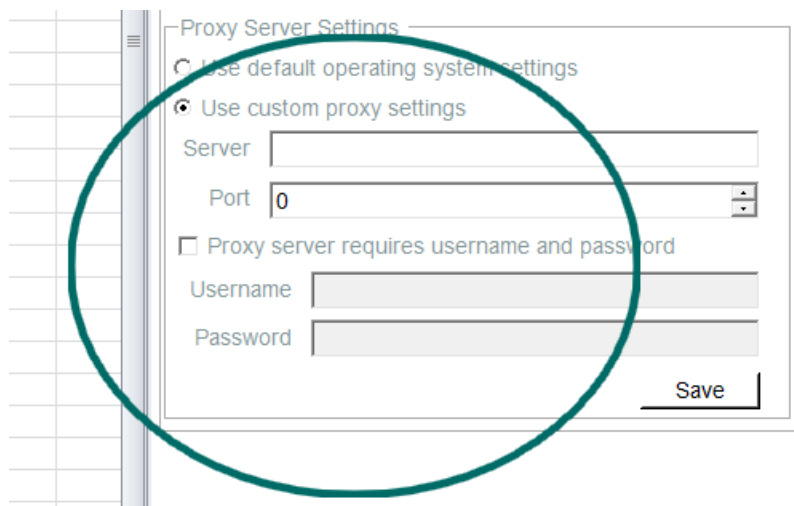 Proxy Server Settings
Use default operating system settings
Use custom proxy settings
Server
Port 0
Proxy server requires username and password
Username
Password
Save